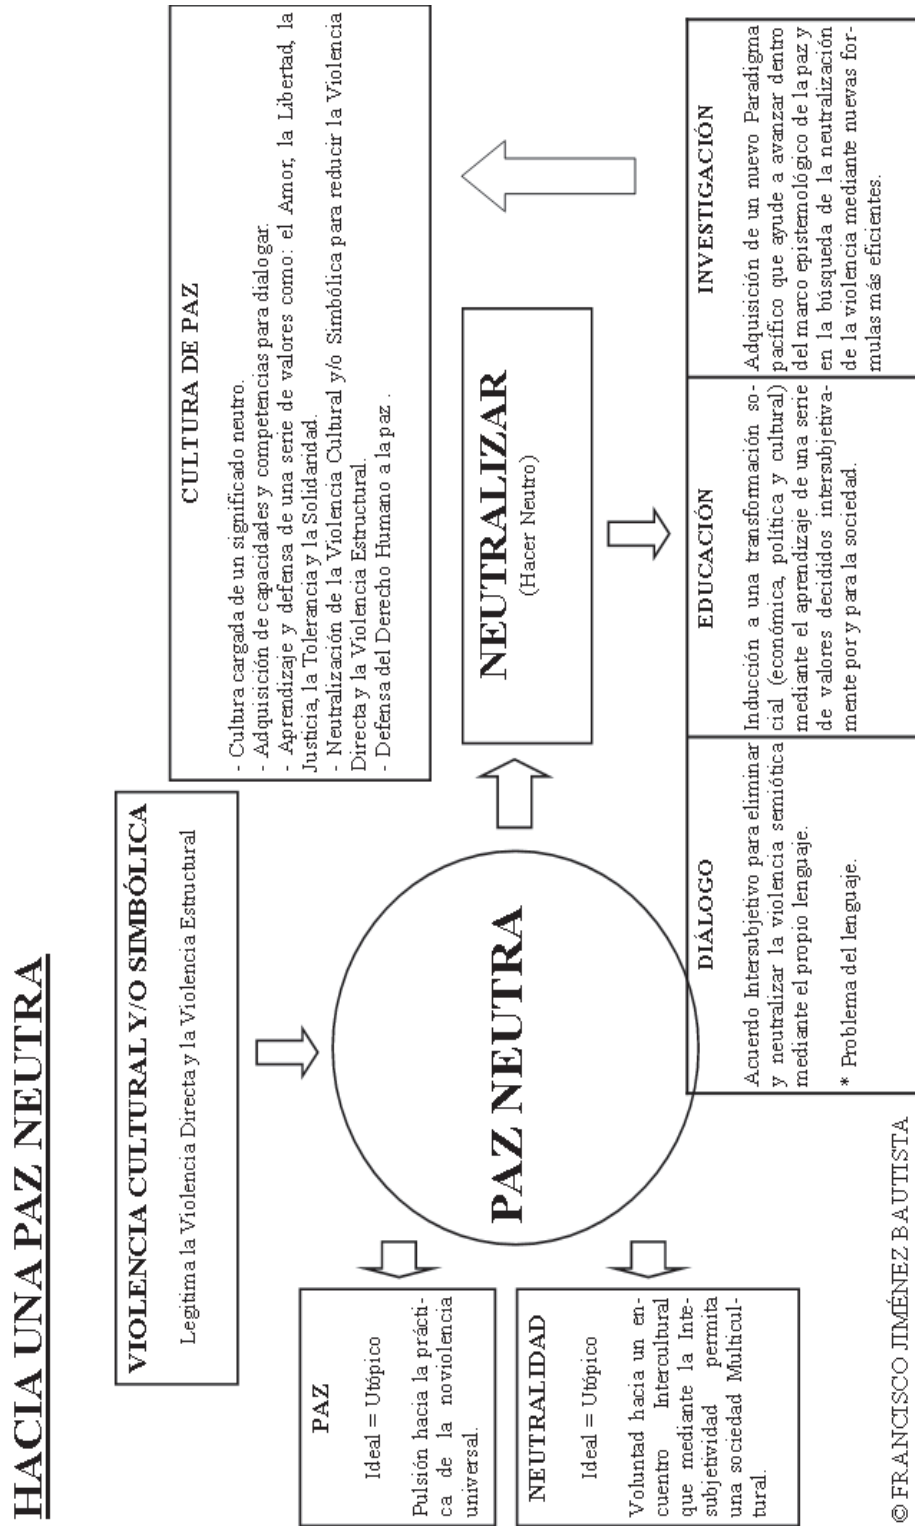 HACIA UNA PAZ NEUTRA
VIOLENCIA CULTURAL Y/O SIMBÓLICA
Legitima la Violencia Directa y la Violencia Estructural
CULTURA DE PAZ
- Cultura cargada de un significado neutro.
- Adquisición de capacidades y competencias para dialogar.
- Aprendizaje y defensa de una serie de valores como: el Amor, la Libertad, la
Justicia, la Tolerancia y la Solidaridad.
- Neutralización de la Violencia Cultural y/o Simbólica para reducir la Violencia
Directa y la Violencia Estructural.
- Defensa del Derecho Humano a la paz .
PAZ
Ideal = Utópico
Pulsión hacia la prácti-
ca de la noviolencia
universal.
NEUTRALIDAD
Ideal = Utópico
Voluntad hacia un en-
cuentro Intercultural
que mediante la Inte-
subjetividad permita
una sociedad Multicul-
tural.
PAZ NEUTRA
NEUTRALIZAR
(Hacer Neutro)
DIÁLOGO
Acuerdo Intersubjetivo para eliminar
y neutralizar la violencia semiótica
mediante el propio lenguaje.
* Problema del lenguaje.
EDUCACIÓN
Inducción a una transformación so-
cial (económica, política y cultural)
mediante el aprendizaje de una serie
de valores decididos intersubjetiva-
mente por y para la sociedad.
INVESTIGACIÓN
Adquisición de un nuevo Paradigma
pacífico que ayude a avanzar dentro
del marco epistemológico de la paz y
en la búsqueda de la neutralización
de la violencia mediante nuevas fór-
mulas más eficientes.
© FRANCISCO JIMÉNEZ BAUTISTA